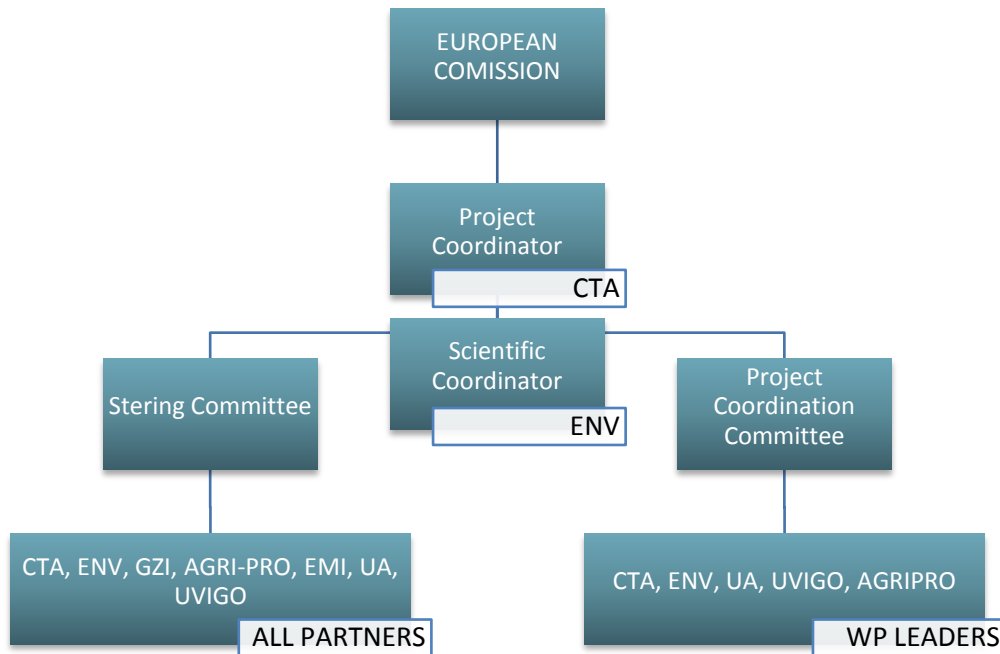 EUROPEAN
COMISSION
Project
Coordinator
CTA
Scientific
Coordinator
ENV
Stering Committee
Project
Coordination
Committee
CTA, ENV, GZI, AGRI-PRO, EMI, UA,
UVIGO
ALL PARTNERS
CTA, ENV, UA, UVIGO, AGRIPRO
WP LEADERS